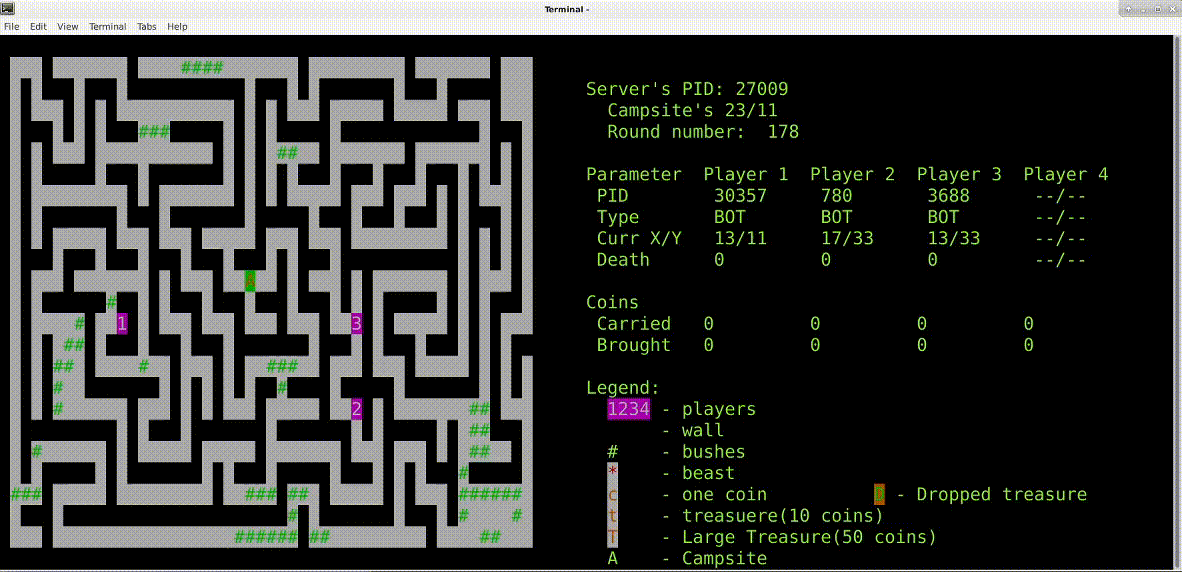 Terminal -
File Edit View Terminal Tabs Help
####
Server's PID: 27009
Campsite's 23/11
###
Round number: 178
##
Parameter Player 1 Player 2 Player 3 Player 4
PID 30357 780 3688 --/--
Type BOT BOT BOT --/--
Curr X/Y 13/11 17/33 13/33 --/--
Death 0 0 0 --/--
#
Coins
# 1 3
Carried 0 0 0 0
##
Brought 0 0 0 0
## # ###
# #
Legend:
# 2 ##
1234 - players
##
- wall
# ##
# - bushes
#
* - beast
### ### ## ######
c - one coin - Dropped treasure
# # #
t - treasuere(10 coins)
###### ## ##
T - Large Treasure(50 coins)
A - Campsite